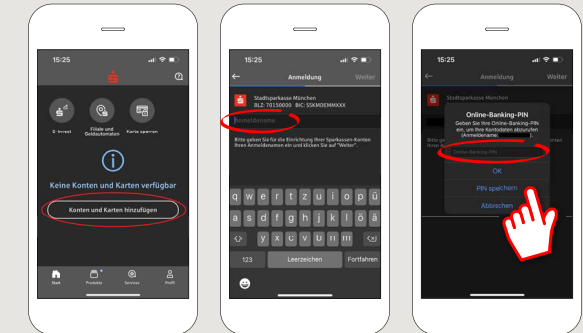 15:25
E-Invest
Filiale und
Geldautomaten
Karte sperren
Keine Konten und Karten verfügbar
Konten und Karten hinzufügen
Start
Produkte
Services
Profil
15:25
Anmeldung
Weiter
Stadtsparkasse München
BLZ: 70150000 BIC: SSKMDEMMXXX
Anmeldename
Bitte geben Sie für die Einrichtung Ihrer Sparkassen-Konten
Ihren Anmeldenamen ein und klicken Sie auf "Weiter".
q w e r t z u i o p ü
a s d f g h j k l ö ä
y x c v b n m
123
Leerzeichen
Fortfahren
15:25
Anmeldung
Weiter
Stadtsparkasse München
Online-Banking-PIN
Geben Sie Ihre Online-Banking-PIN
ein, um Ihre Kontodaten abzurufen
(Anmeldename: ).
Online-Banking-PIN
OK
PIN speichern
Abbrechen